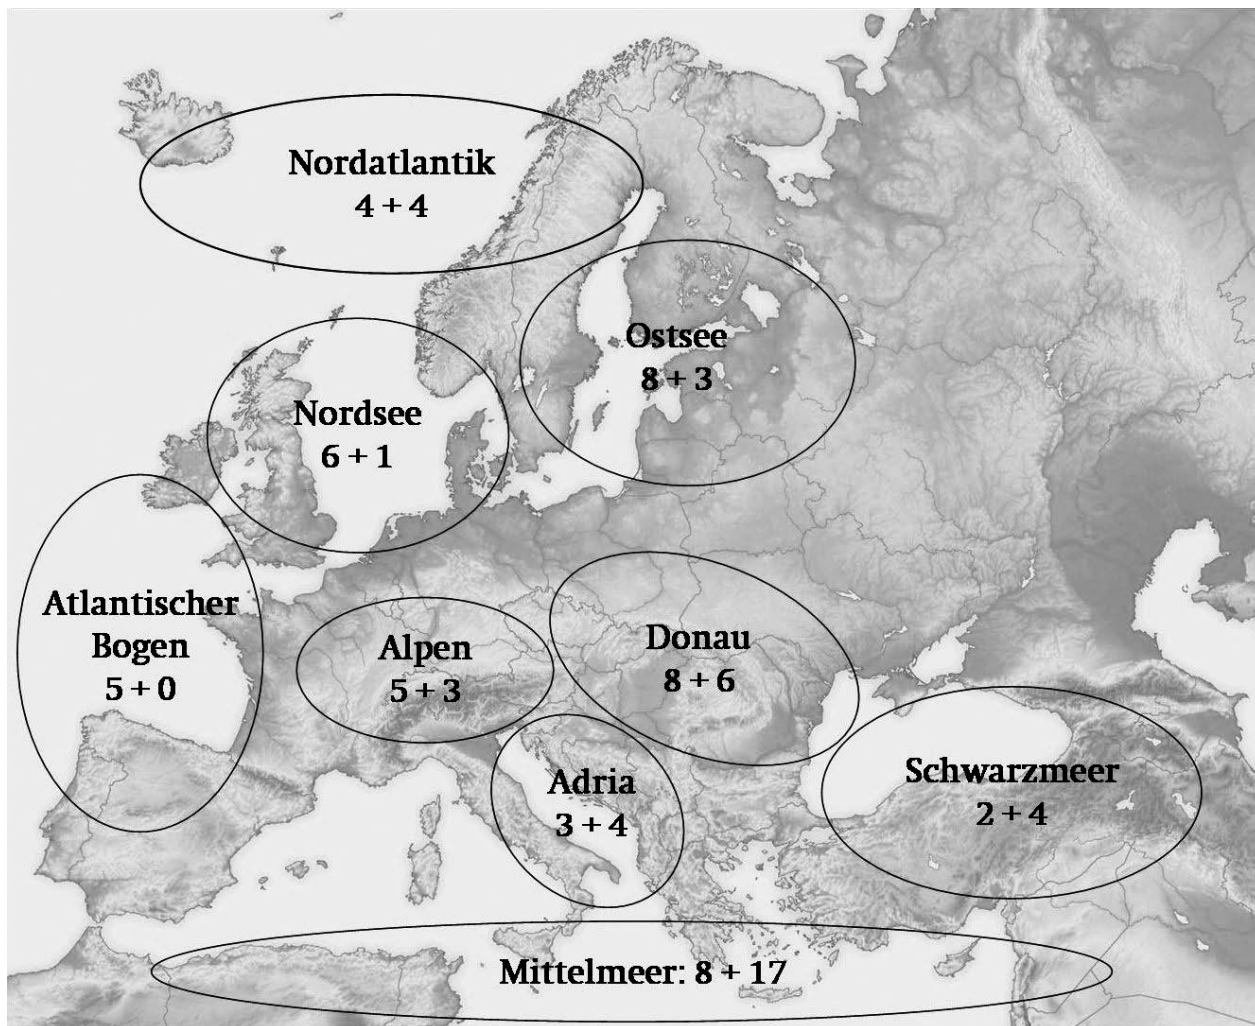 Nordatlantik
4 + 4
Ostsee
8 + 3
Nordsee
6 + 1
Atlantischer
Bogen
5 + 0
Alpen
5 + 3
Donau
8 + 6
Adria
3 + 4
Schwarzmeer
2 + 4
Mittelmeer: 8 + 17